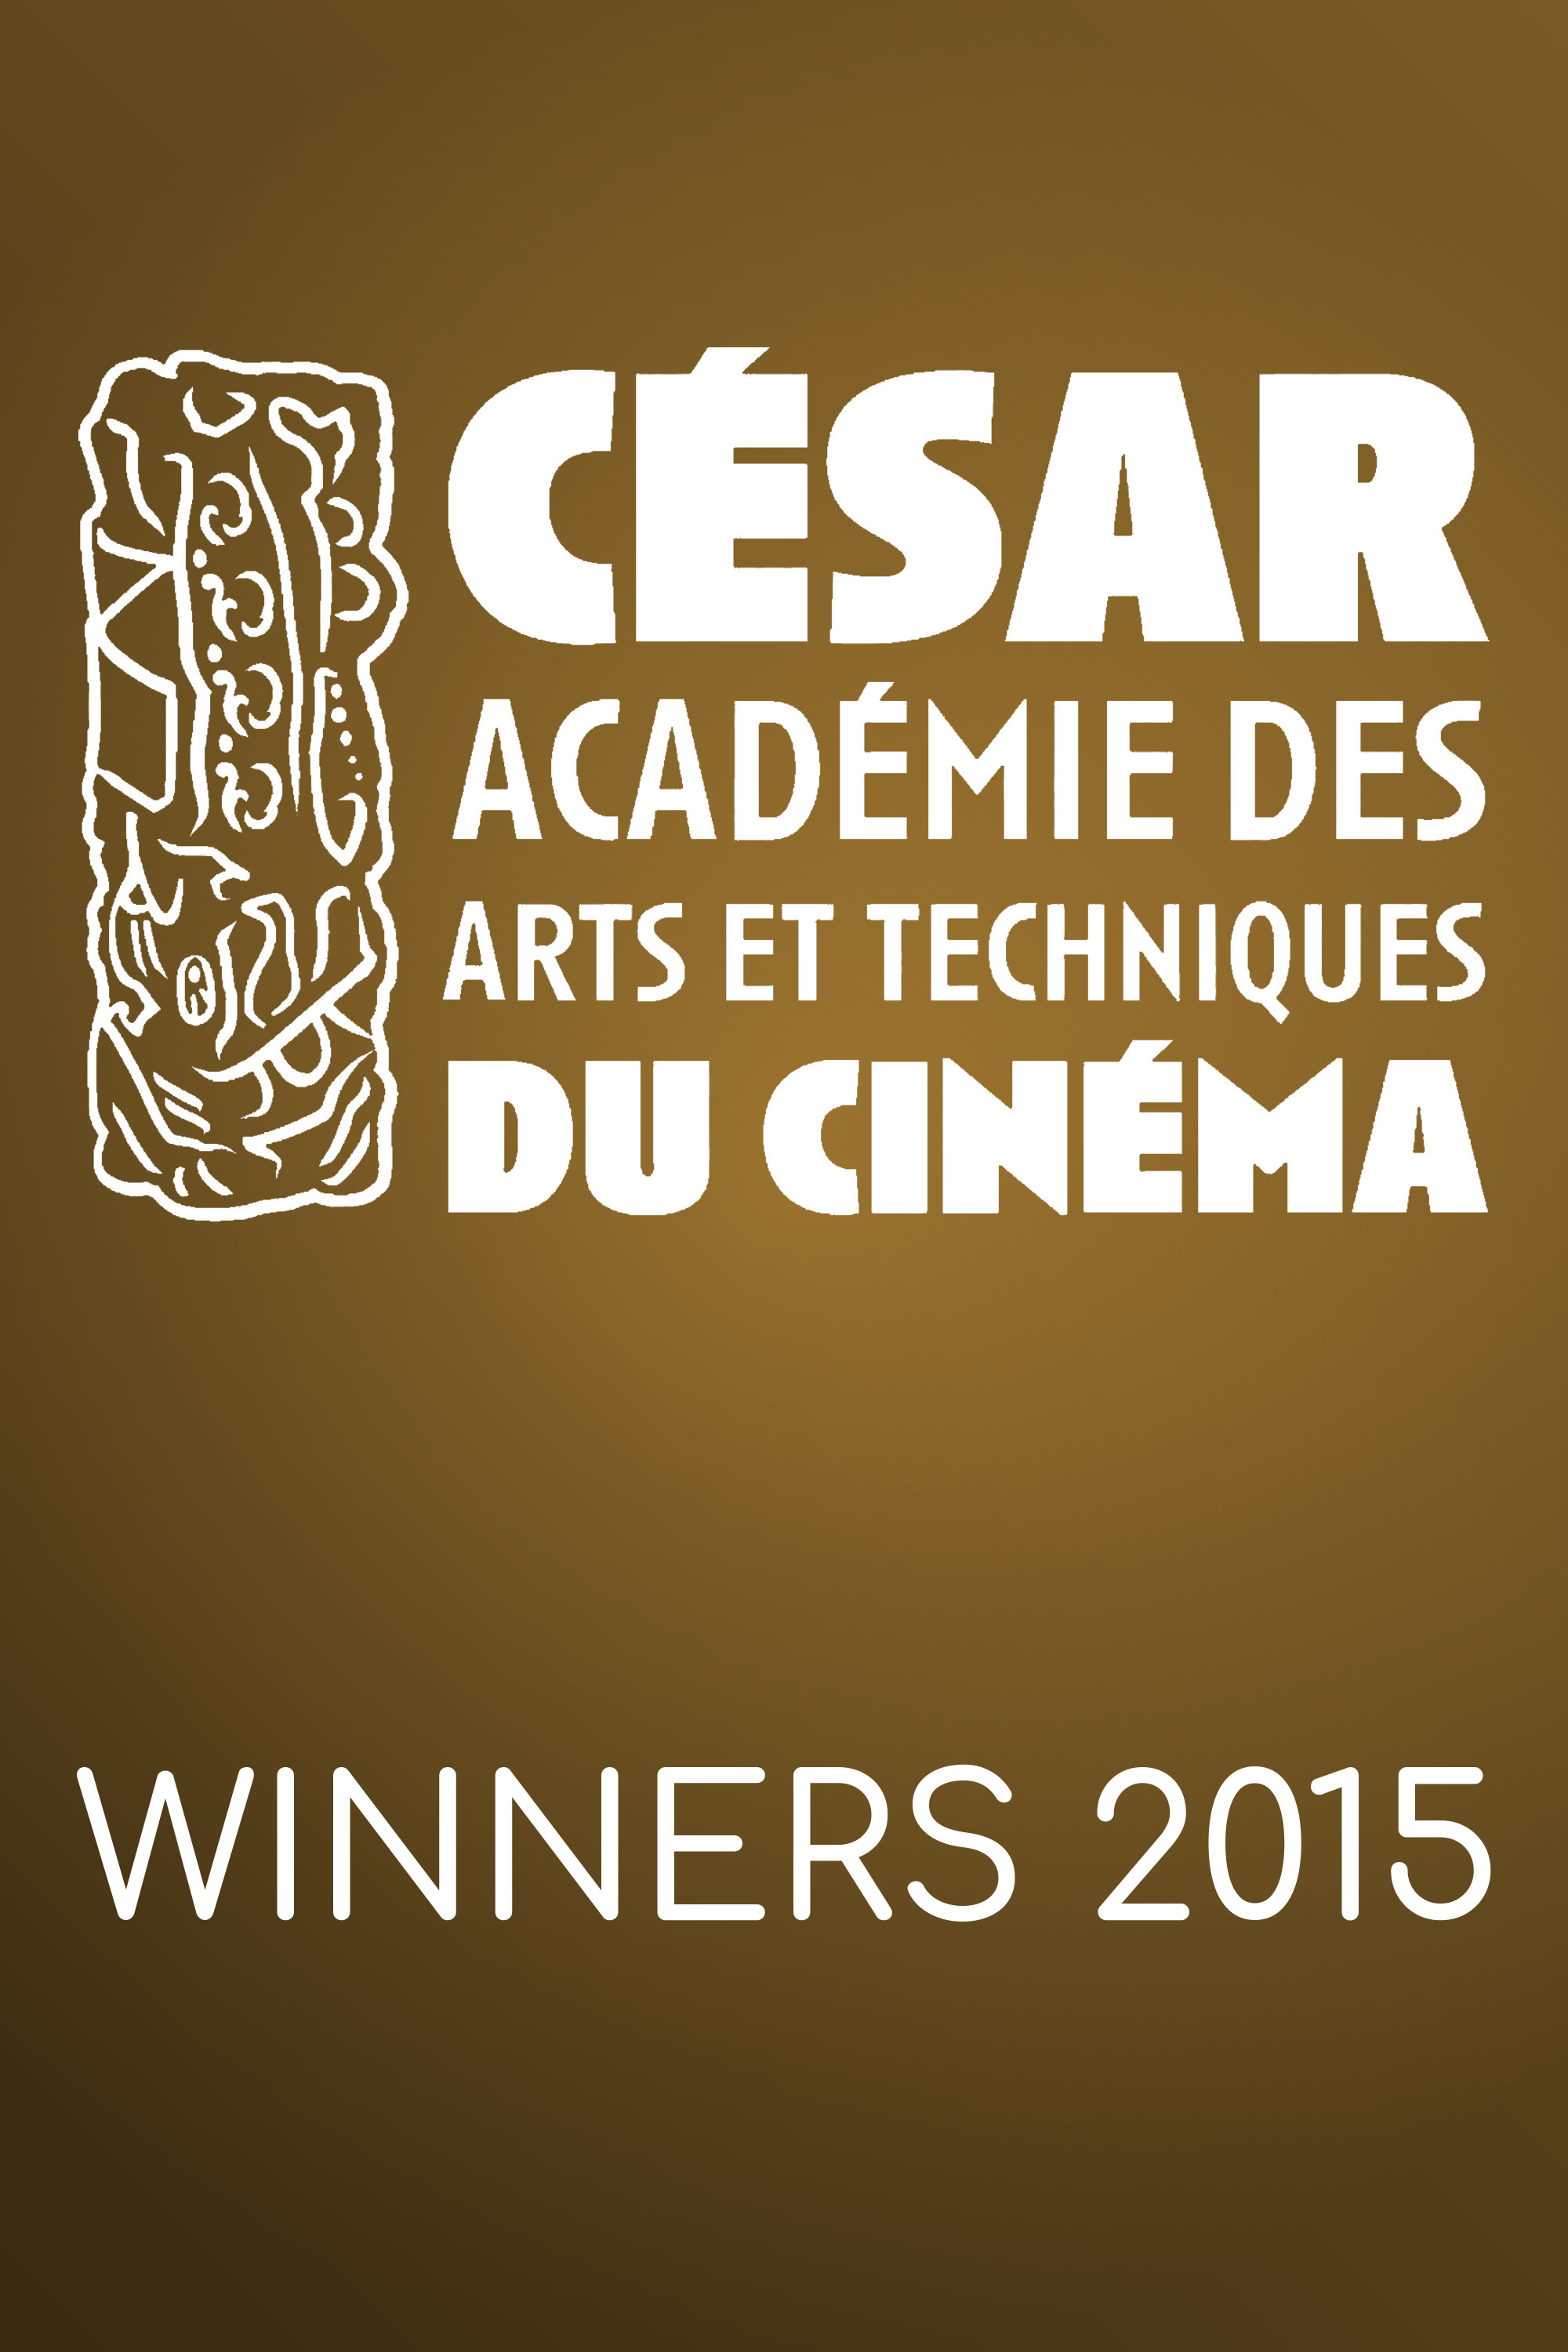 CÉSAR
ACADÉMIE DES
ARTS ET TECHNIQUES
DU CINÉMA
WINNERS 2015